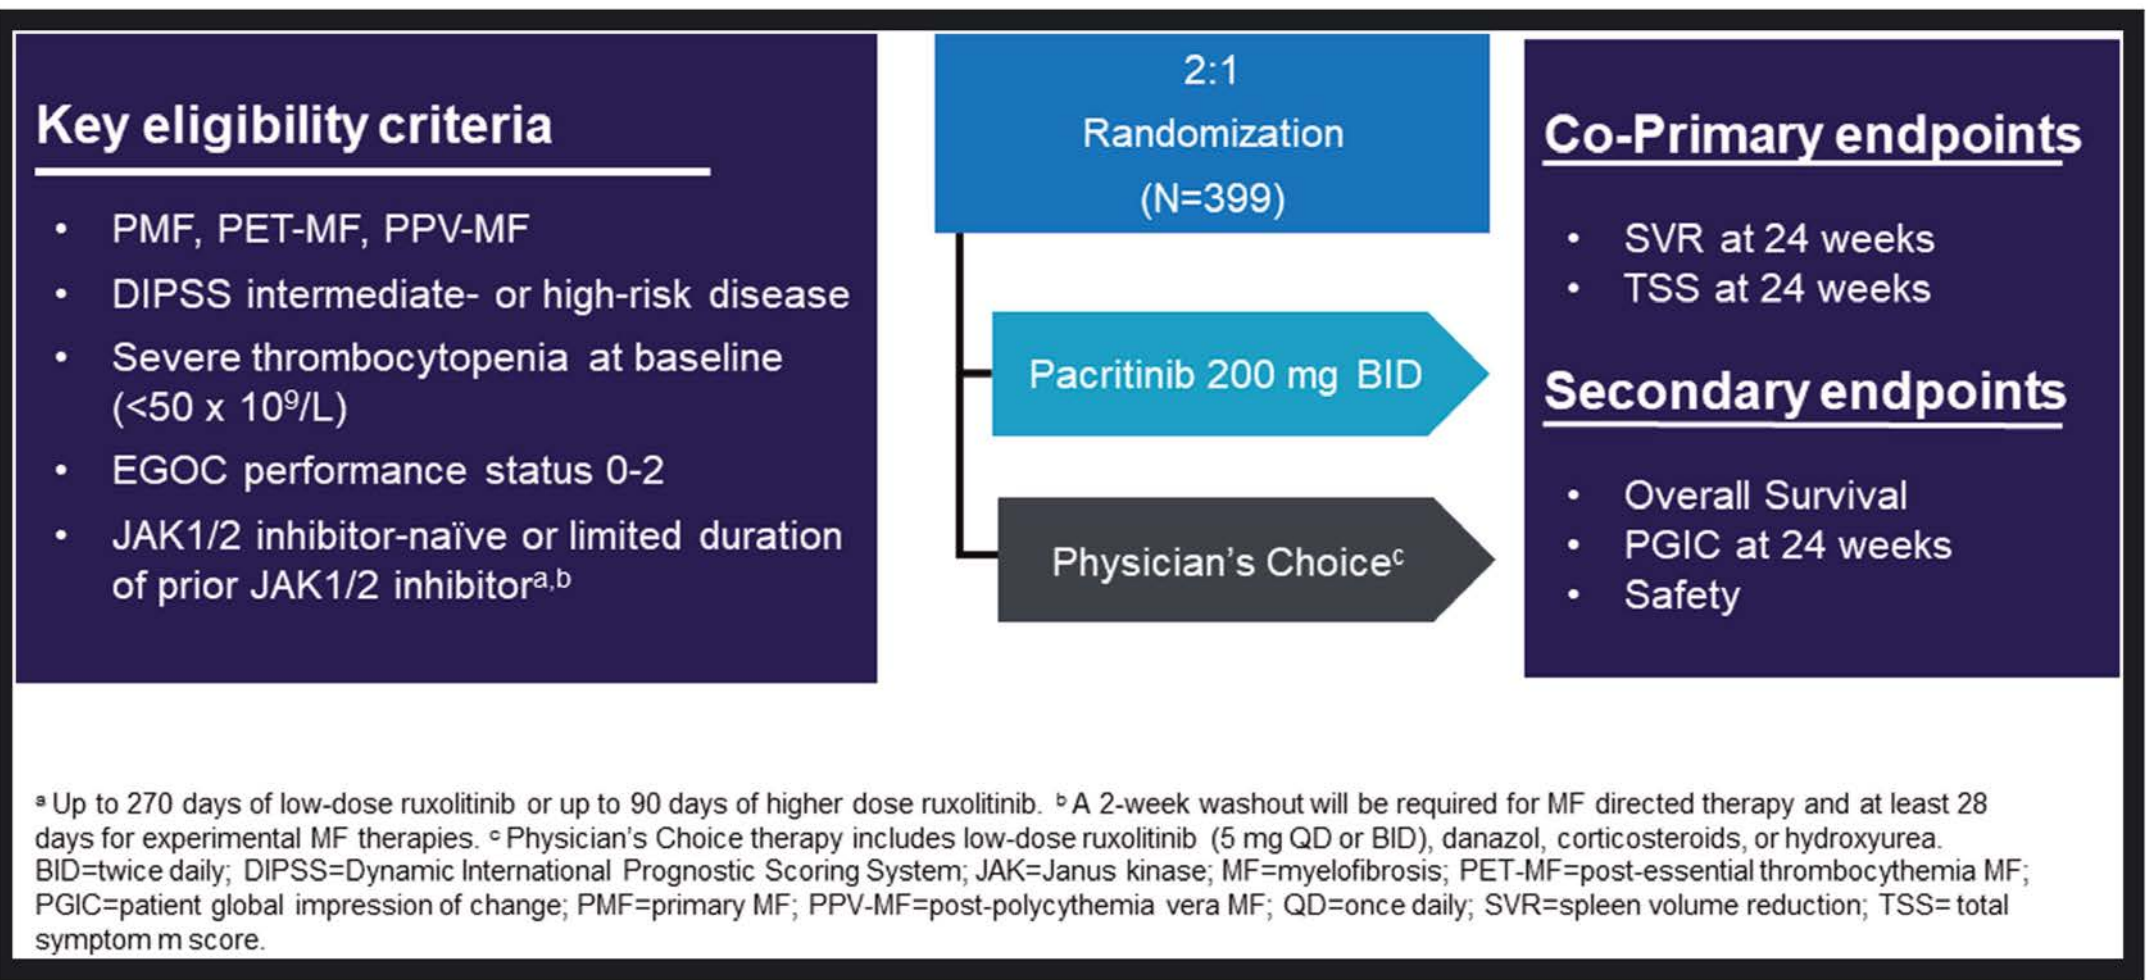 Key eligibility criteria
• PMF, PET-MF, PPV-MF
• DIPSS intermediate- or high-risk disease
• Severe thrombocytopenia at baseline
(<50 x 10⁹/L)
• EGOC performance status 0-2
• JAK1/2 inhibitor-naïve or limited duration
of prior JAK1/2 inhibitorᵃ,ᵇ
2:1
Randomization
(N=399)
Pacritinib 200 mg BID
Physician’s Choiceᶜ
Co-Primary endpoints
• SVR at 24 weeks
• TSS at 24 weeks
Secondary endpoints
• Overall Survival
• PGIC at 24 weeks
• Safety
ᵃ Up to 270 days of low-dose ruxolitinib or up to 90 days of higher dose ruxolitinib. ᵇ A 2-week washout will be required for MF directed therapy and at least 28
days for experimental MF therapies. ᶜ Physician’s Choice therapy includes low-dose ruxolitinib (5 mg QD or BID), danazol, corticosteroids, or hydroxyurea.
BID=twice daily; DIPSS=Dynamic International Prognostic Scoring System; JAK=Janus kinase; MF=myelofibrosis; PET-MF=post-essential thrombocythemia MF;
PGIC=patient global impression of change; PMF=primary MF; PPV-MF=post-polycythemia vera MF; QD=once daily; SVR=spleen volume reduction; TSS= total
symptom m score.